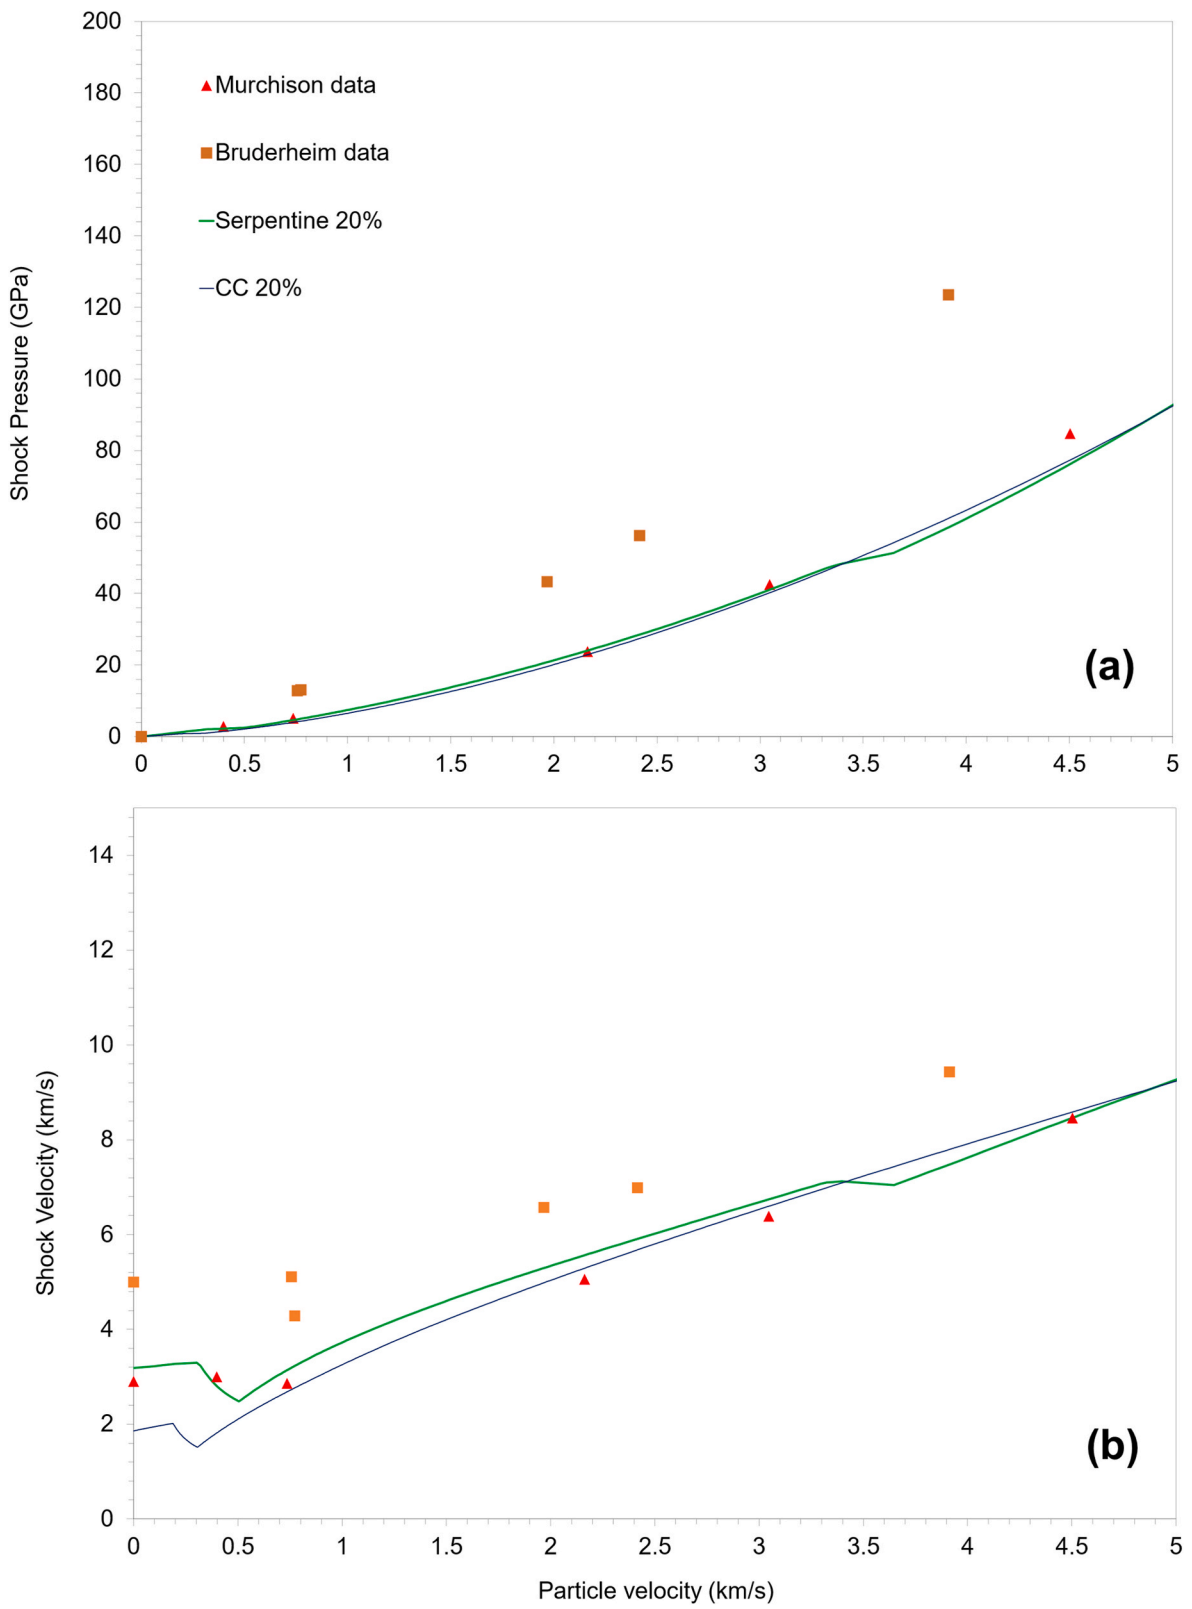 200
180
160
140
120
100
80
60
40
20
0
Shock Pressure (GPa)
Murchison data
Bruderheim data
Serpentine 20%
CC 20%
(a)
0 0.5 1 1.5 2 2.5 3 3.5 4 4.5 5
14
12
10
8
6
4
2
0
Shock Velocity (km/s)
(b)
0 0.5 1 1.5 2 2.5 3 3.5 4 4.5 5
Particle velocity (km/s)